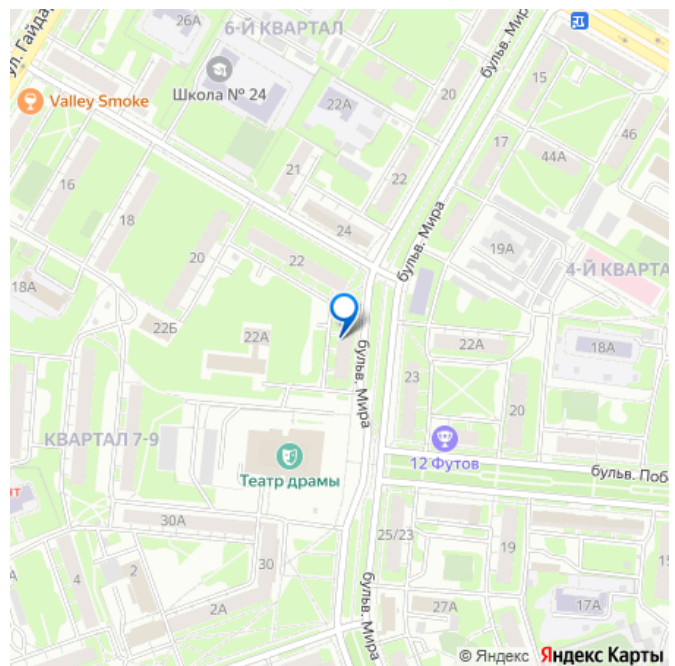 26А
6-Й КВАРТАЛ
ул. Гайда
бульв. Мир
Школа № 24
Valley Smoke
22А
20
15
17
46
44А
21
22
16
18
24
бульв. Мира
20
22
19А
4-Й КВАРТА
18А
22Б
22А
22А
18А
бульв. Мира
23
20
КВАРТАЛ 7-9
12 Футов
Театр драмы
бульв. Поб
нт
30А
25/23
19
30
2
4
2А
бульв. Мира
27А
17А
© Яндекс Яндекс Карты